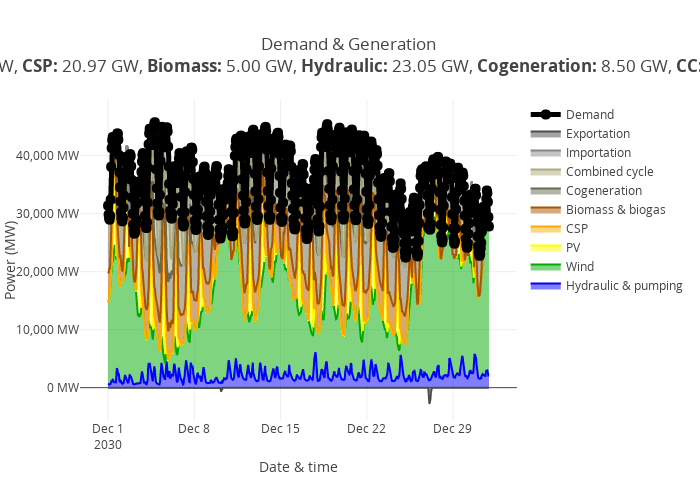 Demand & Generation
W, CSP: 20.97 GW, Biomass: 5.00 GW, Hydraulic: 23.05 GW, Cogeneration: 8.50 GW, CC:
Demand
Exportation
Importation
Combined cycle
Cogeneration
Biomass & biogas
CSP
PV
Wind
Hydraulic & pumping
Power (MW)
40,000 MW
30,000 MW
20,000 MW
10,000 MW
0 MW
Dec 1 Dec 8 Dec 15 Dec 22 Dec 29
2030
Date & time